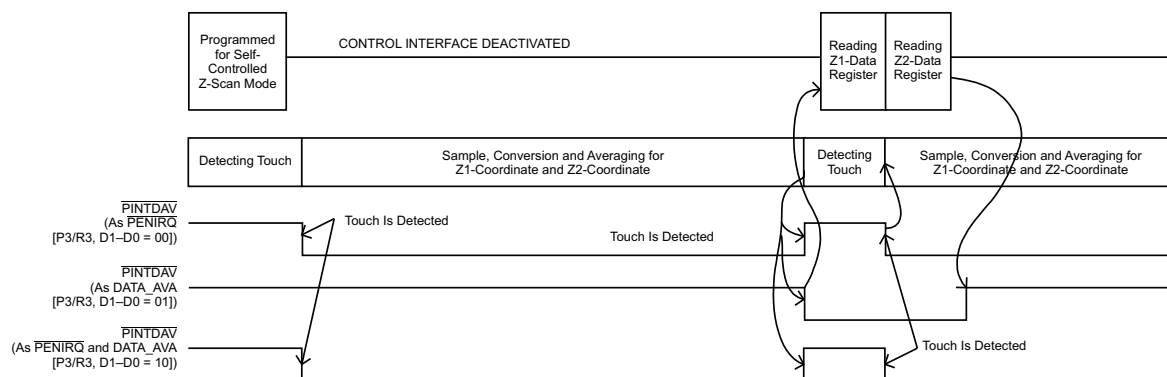 Programmed
for Self-
Controlled
Z-Scan Mode
CONTROL INTERFACE DEACTIVATED
Reading
Z1-Data
Register
Reading
Z2-Data
Register
Detecting Touch
Sample, Conversion and Averaging for
Z1-Coordinate and Z2-Coordinate
Detecting
Touch
Sample, Conversion and Averaging for
Z1-Coordinate and Z2-Coordinate
PINTDAV
(As PENIRQ
[P3/R3, D1–D0 = 00])
Touch Is Detected
Touch Is Detected
PINTDAV
(As DATA_AVA
[P3/R3, D1–D0 = 01])
PINTDAV
(As PENIRQ and DATA_AVA
[P3/R3, D1–D0 = 10])
Touch Is Detected